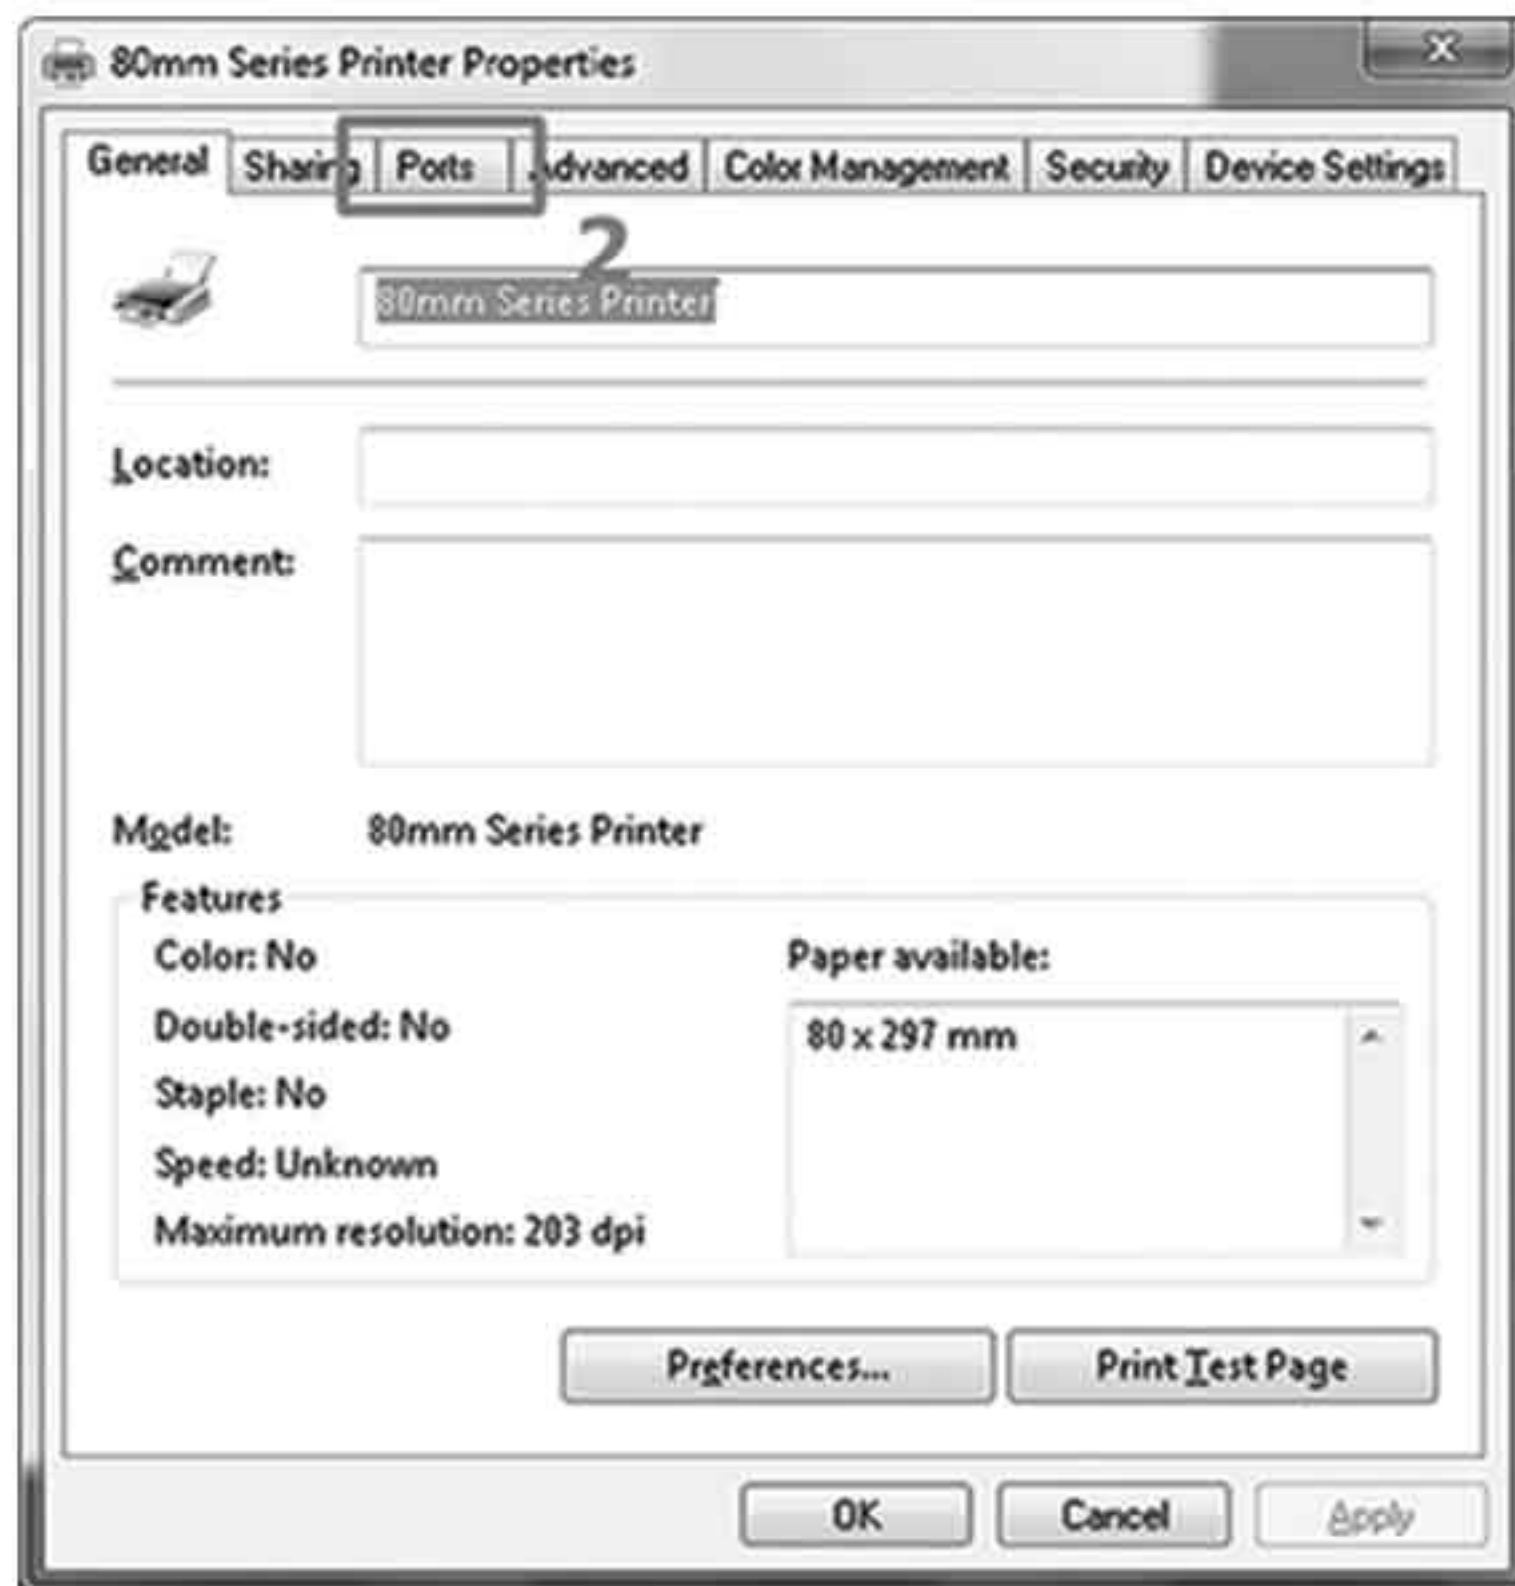 80mm Series Printer Properties
x
General Sharing Ports Advanced Color Management Security Device Settings
2
80mm Series Printer
Location:
Comment:
Model: 80mm Series Printer
Features
Color: No Paper available:
Double-sided: No 80 x 297 mm
Staple: No
Speed: Unknown
Maximum resolution: 203 dpi
Preferences... Print Test Page
OK Cancel Apply